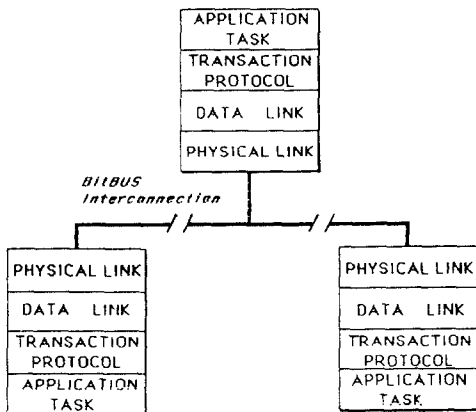 APPLICATION
TASK
TRANSACTION
PROTOCOL
DATA LINK
PHYSICAL LINK
BitBUS
Interconnection
PHYSICAL LINK
DATA LINK
TRANSACTION
PROTOCOL
APPLICATION
TASK
PHYSICAL LINK
DATA LINK
TRANSACTION
PROTOCOL
APPLICATION
TASK